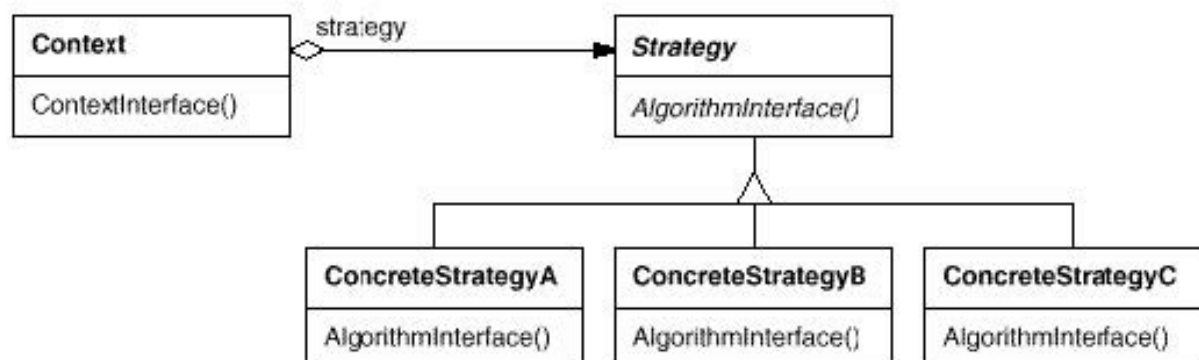 strategy
Context
ContextInterface()
Strategy
AlgorithmInterface()
ConcreteStrategyA
AlgorithmInterface()
ConcreteStrategyB
AlgorithmInterface()
ConcreteStrategyC
AlgorithmInterface()